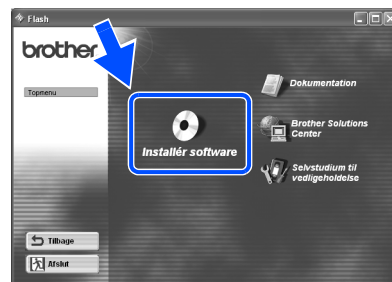 Flash
brother
Topmenu
Installér software
Dokumentation
Brother Solutions
Center
Selvstudium til
vedligeholdelse
Tilbage
Afslut